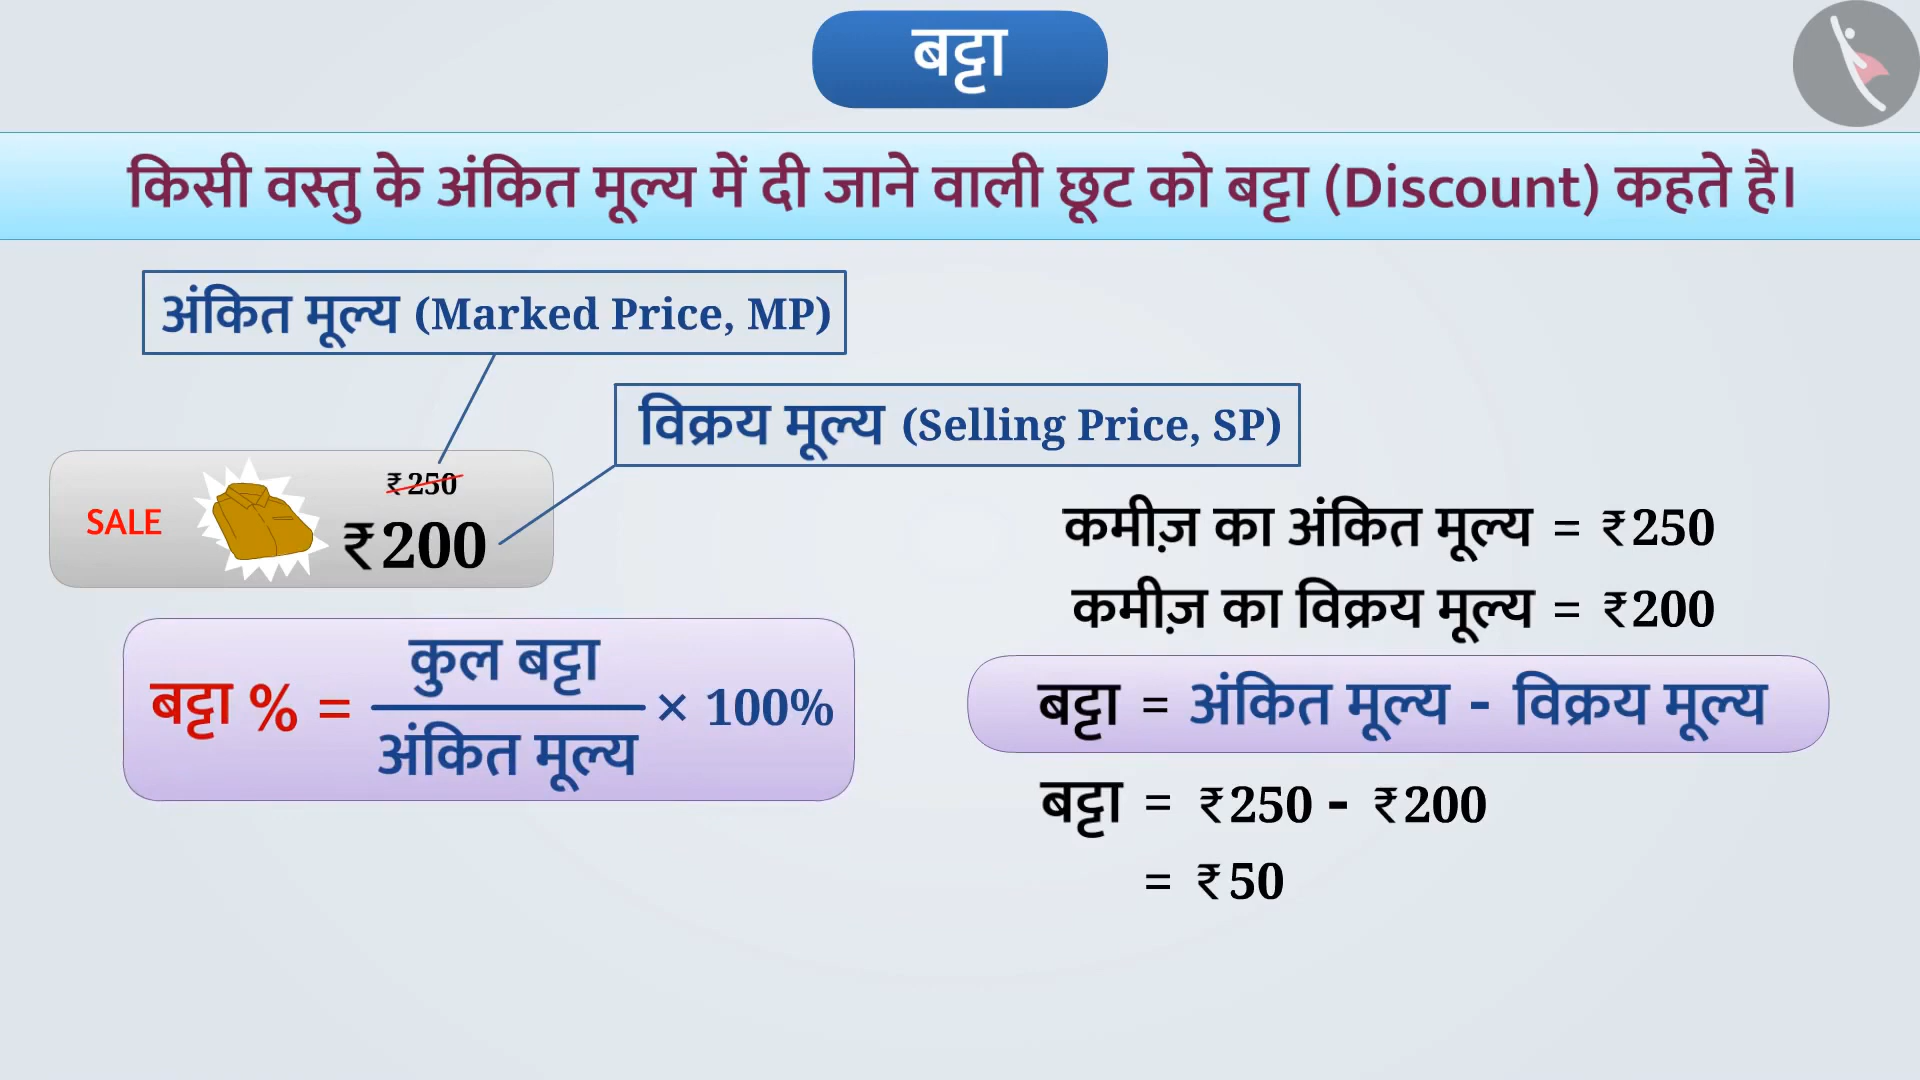 बट्टा
किसी वस्तु के अंकित मूल्य में दी जाने वाली छूट को बट्टा (Discount) कहते है।
अंकित मूल्य (Marked Price, MP)
विक्रय मूल्य (Selling Price, SP)
SALE
₹250
₹200
बट्टा % = कुल बट्टा / अंकित मूल्य × 100%
कमीज़ का अंकित मूल्य = ₹250
कमीज़ का विक्रय मूल्य = ₹200
बट्टा = अंकित मूल्य - विक्रय मूल्य
बट्टा = ₹250 - ₹200
= ₹50